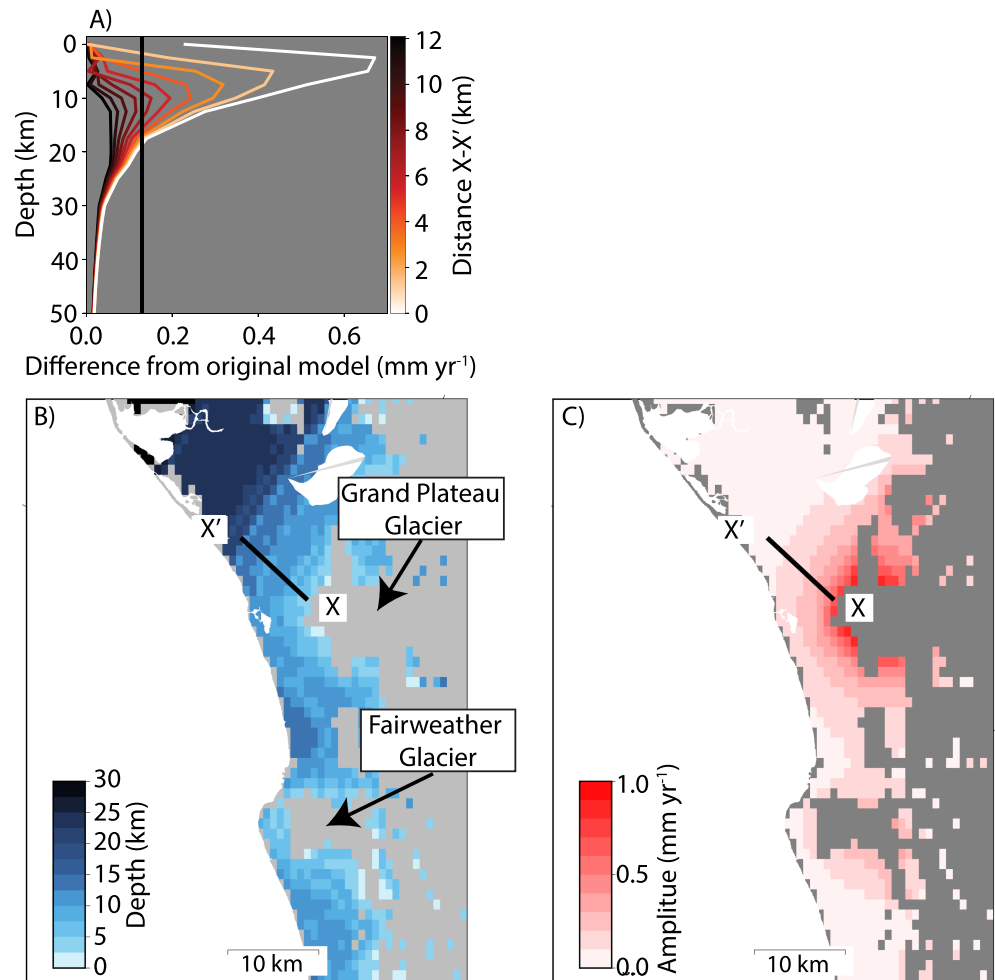 A)
0
10
20
30
40
50
Depth (km)
0.0 0.2 0.4 0.6
Difference from original model (mm yr⁻¹)
12
10
8
6
4
2
0
Distance X-X’ (km)
B)
Grand Plateau
Glacier
X’
X
Fairweather
Glacier
30
25
20
15
10
5
0
Depth (km)
10 km
C)
X’
X
1.0
0.5
0.0
Amplitue (mm yr⁻¹)
10 km